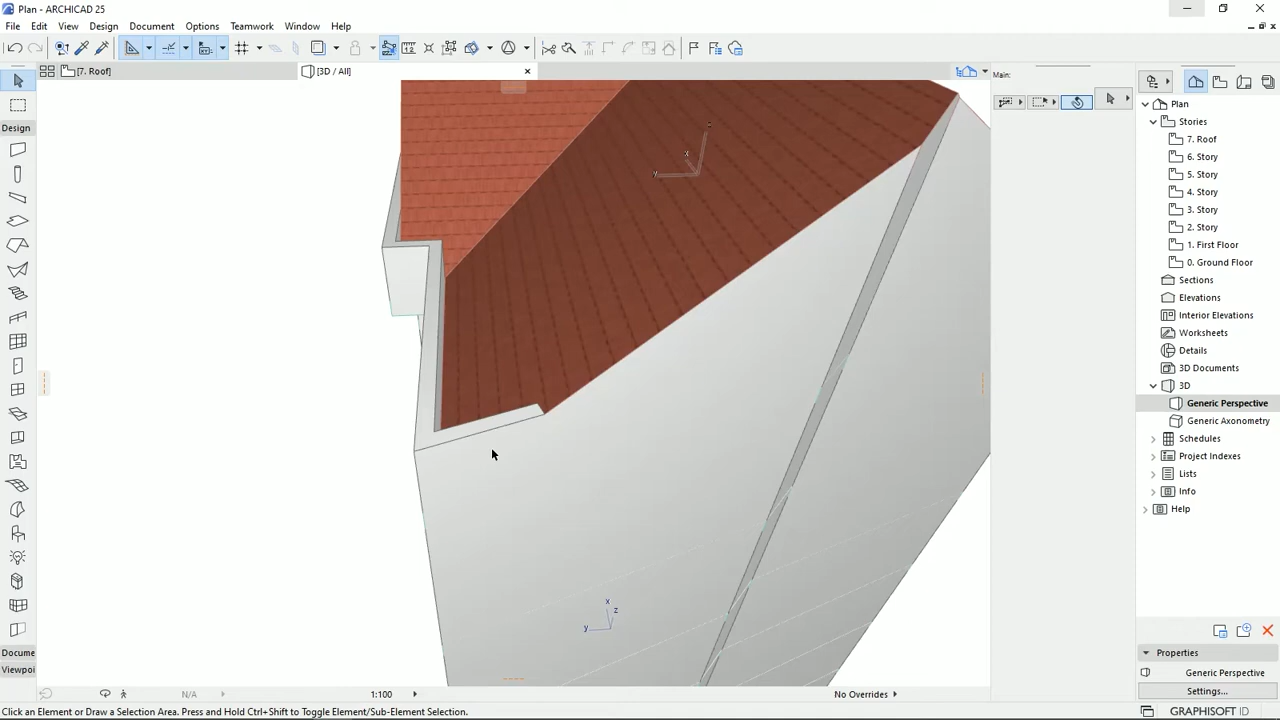 Plan - ARCHICAD 25
File Edit View Design Document Options Teamwork Window Help
[7. Roof]
[3D / All]
Main:
Design
Docume
Viewpoi
x
y
x
z
y
Plan
Stories
7. Roof
6. Story
5. Story
4. Story
3. Story
2. Story
1. First Floor
0. Ground Floor
Sections
Elevations
Interior Elevations
Worksheets
Details
3D Documents
3D
Generic Perspective
Generic Axonometry
Schedules
Project Indexes
Lists
Info
Help
Properties
Generic Perspective
Settings...
N/A
1:100
No Overrides
Click an Element or Draw a Selection Area. Press and Hold Ctrl+Shift to Toggle Element/Sub-Element Selection.
GRAPHISOFT ID